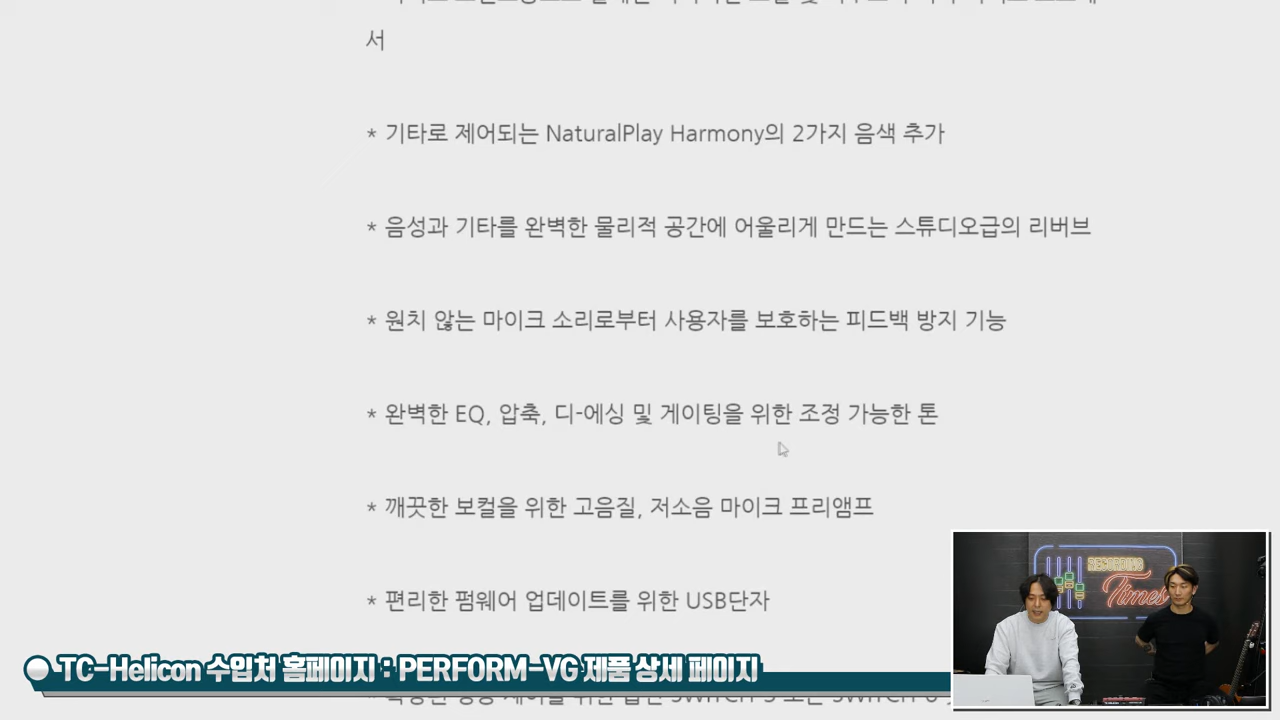 서
* 기타로 제어되는 NaturalPlay Harmony의 2가지 음색 추가
* 음성과 기타를 완벽한 물리적 공간에 어울리게 만드는 스튜디오급의 리버브
* 원치 않는 마이크 소리로부터 사용자를 보호하는 피드백 방지 기능
* 완벽한 EQ, 압축, 디-에싱 및 게이팅을 위한 조정 가능한 톤
* 깨끗한 보컬을 위한 고음질, 저소음 마이크 프리앰프
* 편리한 펌웨어 업데이트를 위한 USB단자
RECORDING
Times
TC-Helicon 수입처 홈페이지 : PERFORM-VG 제품 상세 페이지